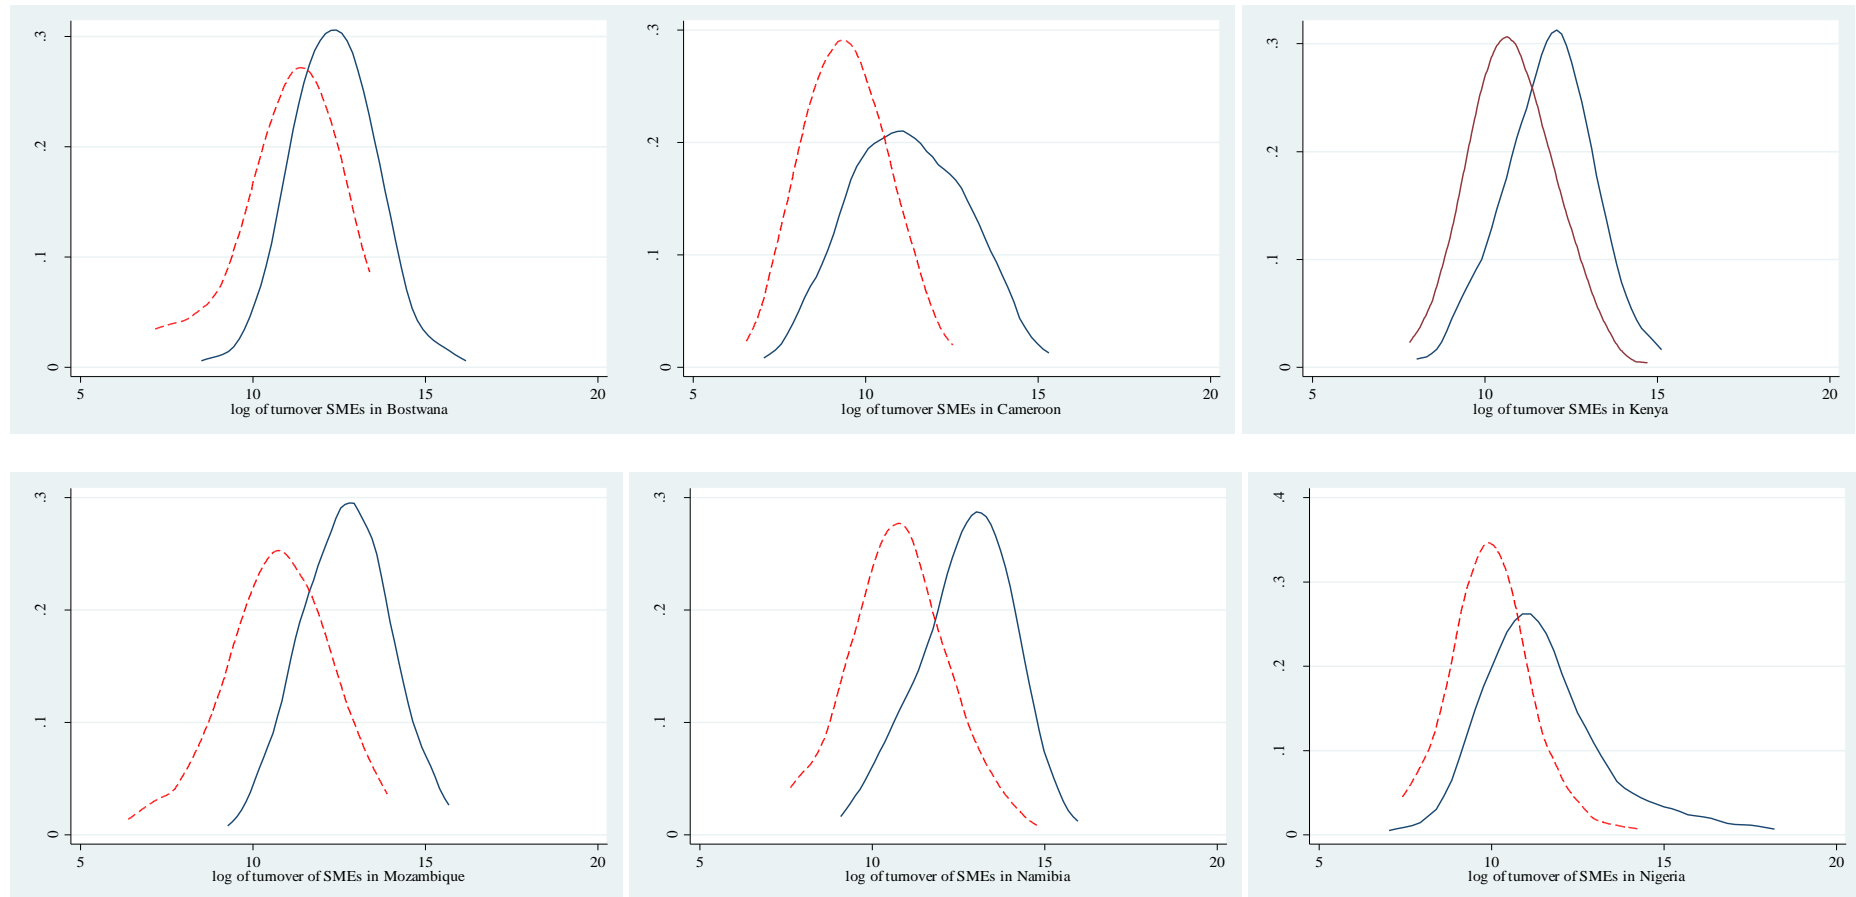 .3
.2
.1
0
5 10 15 20
log of turnover SMEs in Bostwana
.3
.2
.1
0
5 10 15 20
log of turnover SMEs in Cameroon
.3
.2
.1
0
5 10 15 20
log of turnover SMEs in Kenya
.3
.2
.1
0
5 10 15 20
log of turnover of SMEs in Mozambique
.3
.2
.1
0
5 10 15 20
log of turnover of SMEs in Namibia
.4
.3
.2
.1
0
5 10 15 20
log of turnover of SMEs in Nigeria